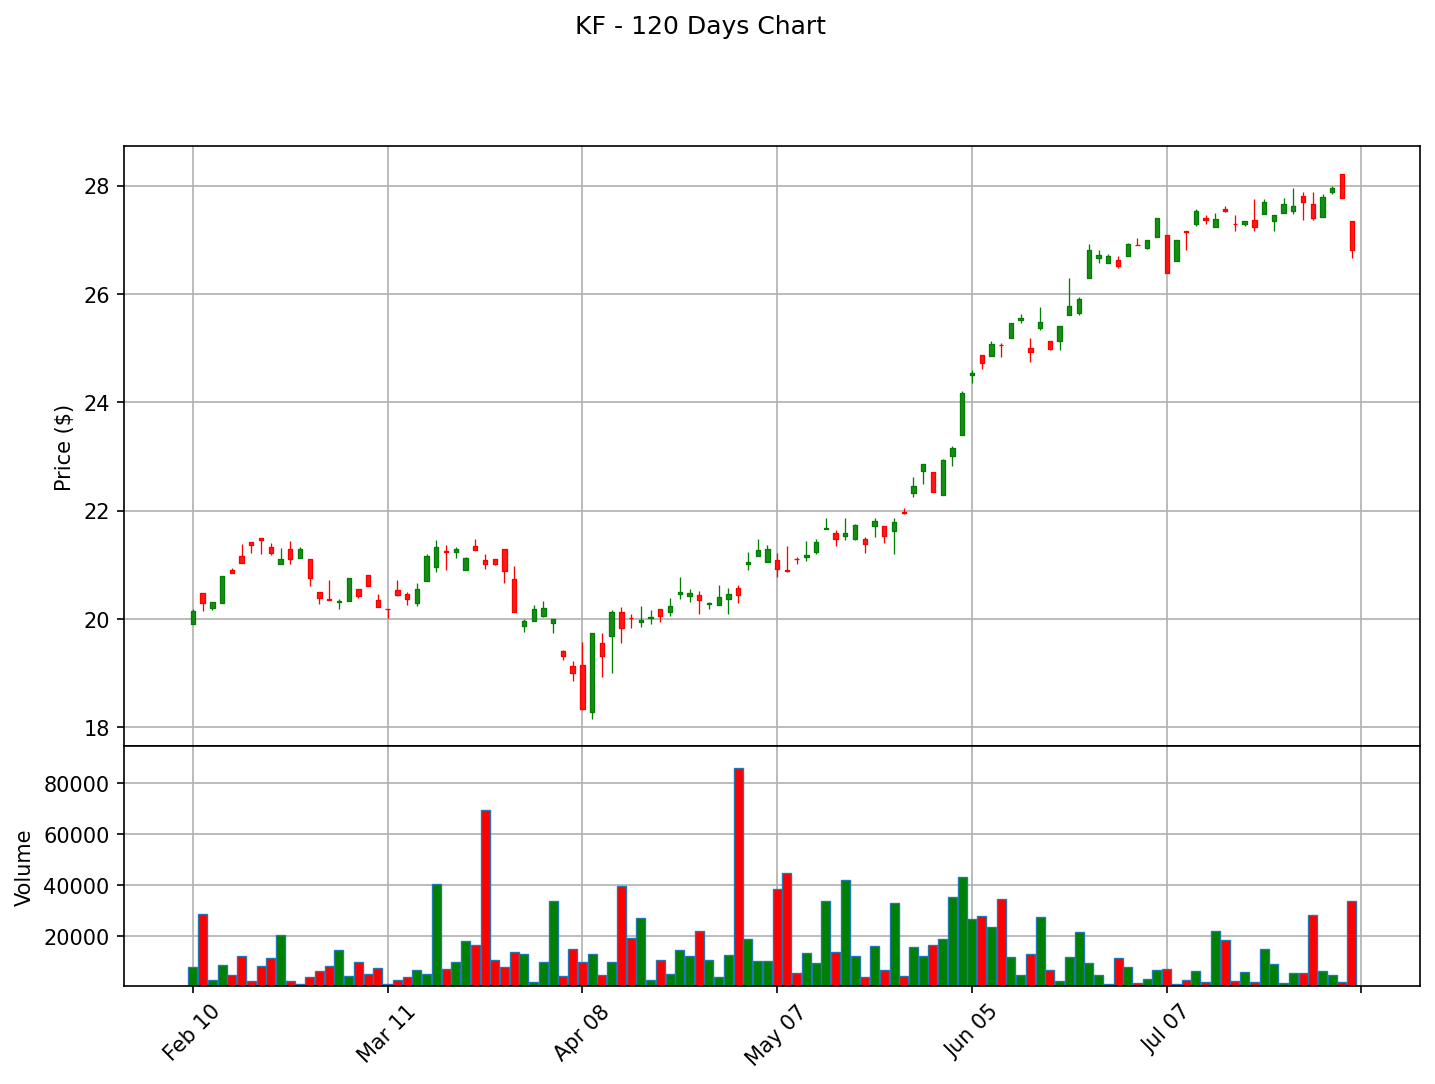 KF - 120 Days Chart
Price ($)
28
26
24
22
20
18
Volume
80000
60000
40000
20000
Feb 10
Mar 11
Apr 08
May 07
Jun 05
Jul 07